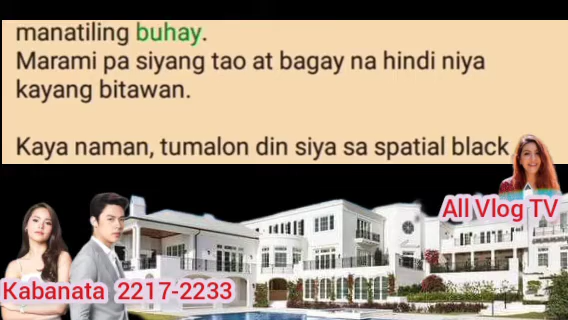 manatiling buhay.
Marami pa siyang tao at bagay na hindi niya
kayang bitawan.
Kaya naman, tumalon din siya sa spatial black
All Vlog TV
Kabanata 2217-2233